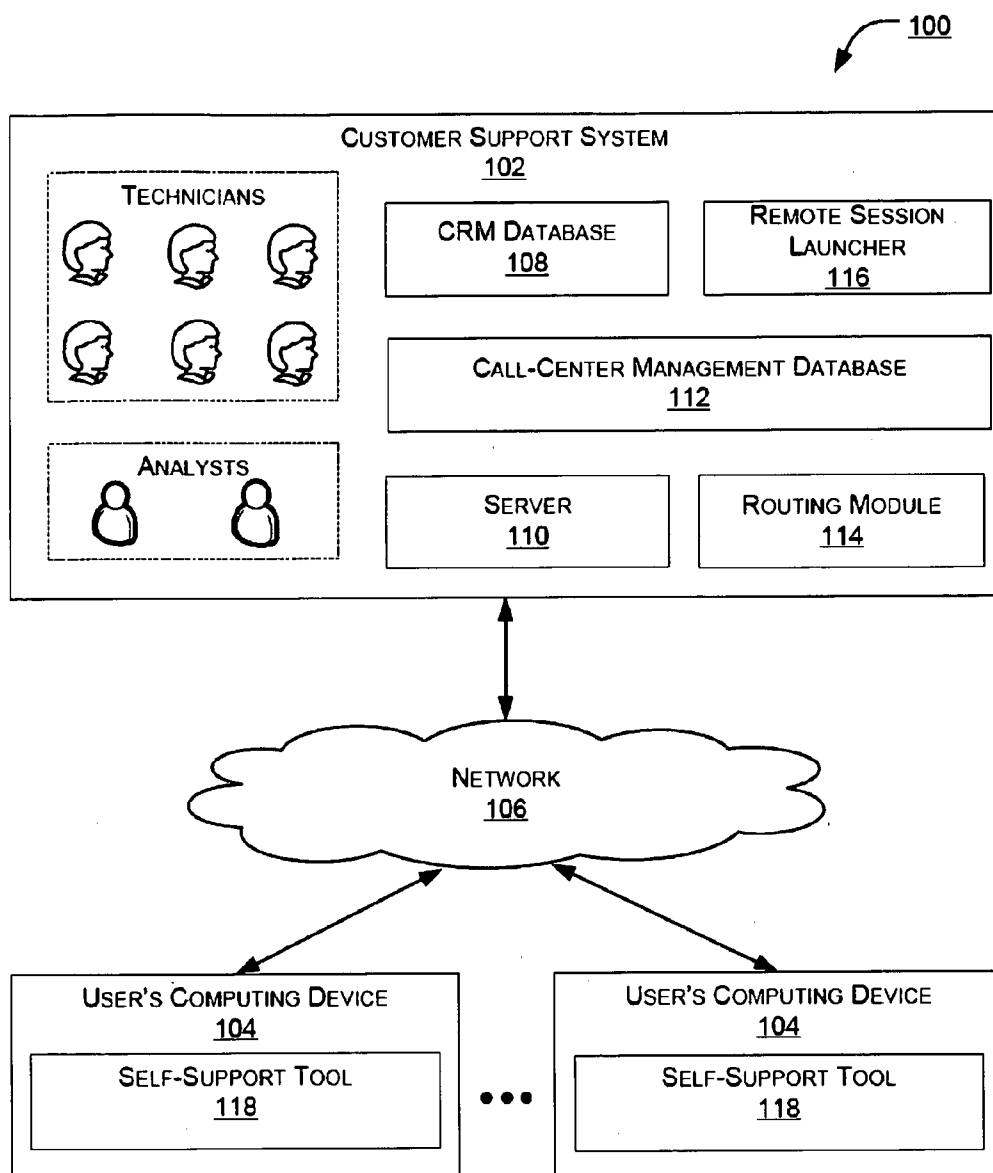 100
CUSTOMER SUPPORT SYSTEM
102
TECHNICIANS
CRM DATABASE
108
REMOTE SESSION
LAUNCHER
116
CALL-CENTER MANAGEMENT DATABASE
112
ANALYSTS
SERVER
110
ROUTING MODULE
114
NETWORK
106
USER'S COMPUTING DEVICE
104
SELF-SUPPORT TOOL
118
USER'S COMPUTING DEVICE
104
SELF-SUPPORT TOOL
118